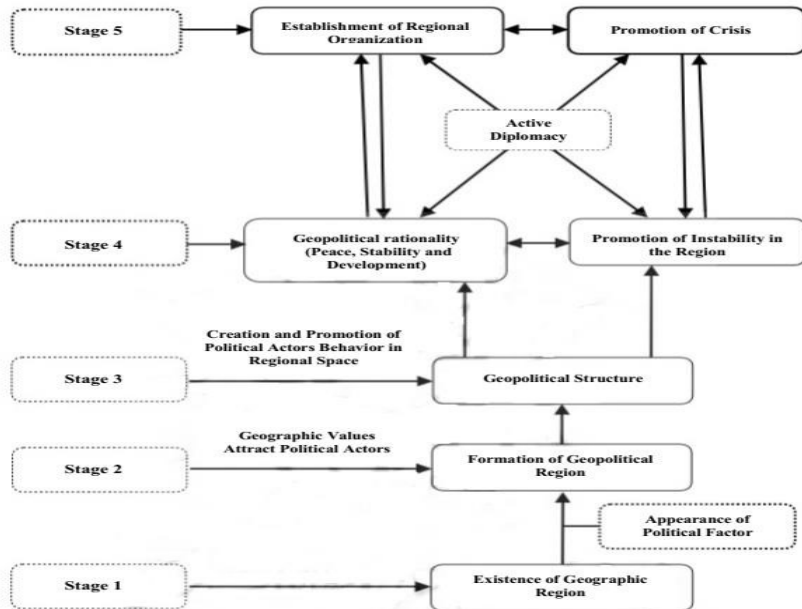 Stage 5
Establishment of Regional
Organization
Promotion of Crisis
Active
Diplomacy
Stage 4
Geopolitical rationality
(Peace, Stability and
Development)
Promotion of Instability in
the Region
Creation and Promotion of
Political Actors Behavior in
Regional Space
Stage 3
Geopolitical Structure
Geographic Values
Attract Political Actors
Stage 2
Formation of Geopolitical
Region
Appearance of
Political Factor
Stage 1
Existence of Geographic
Region